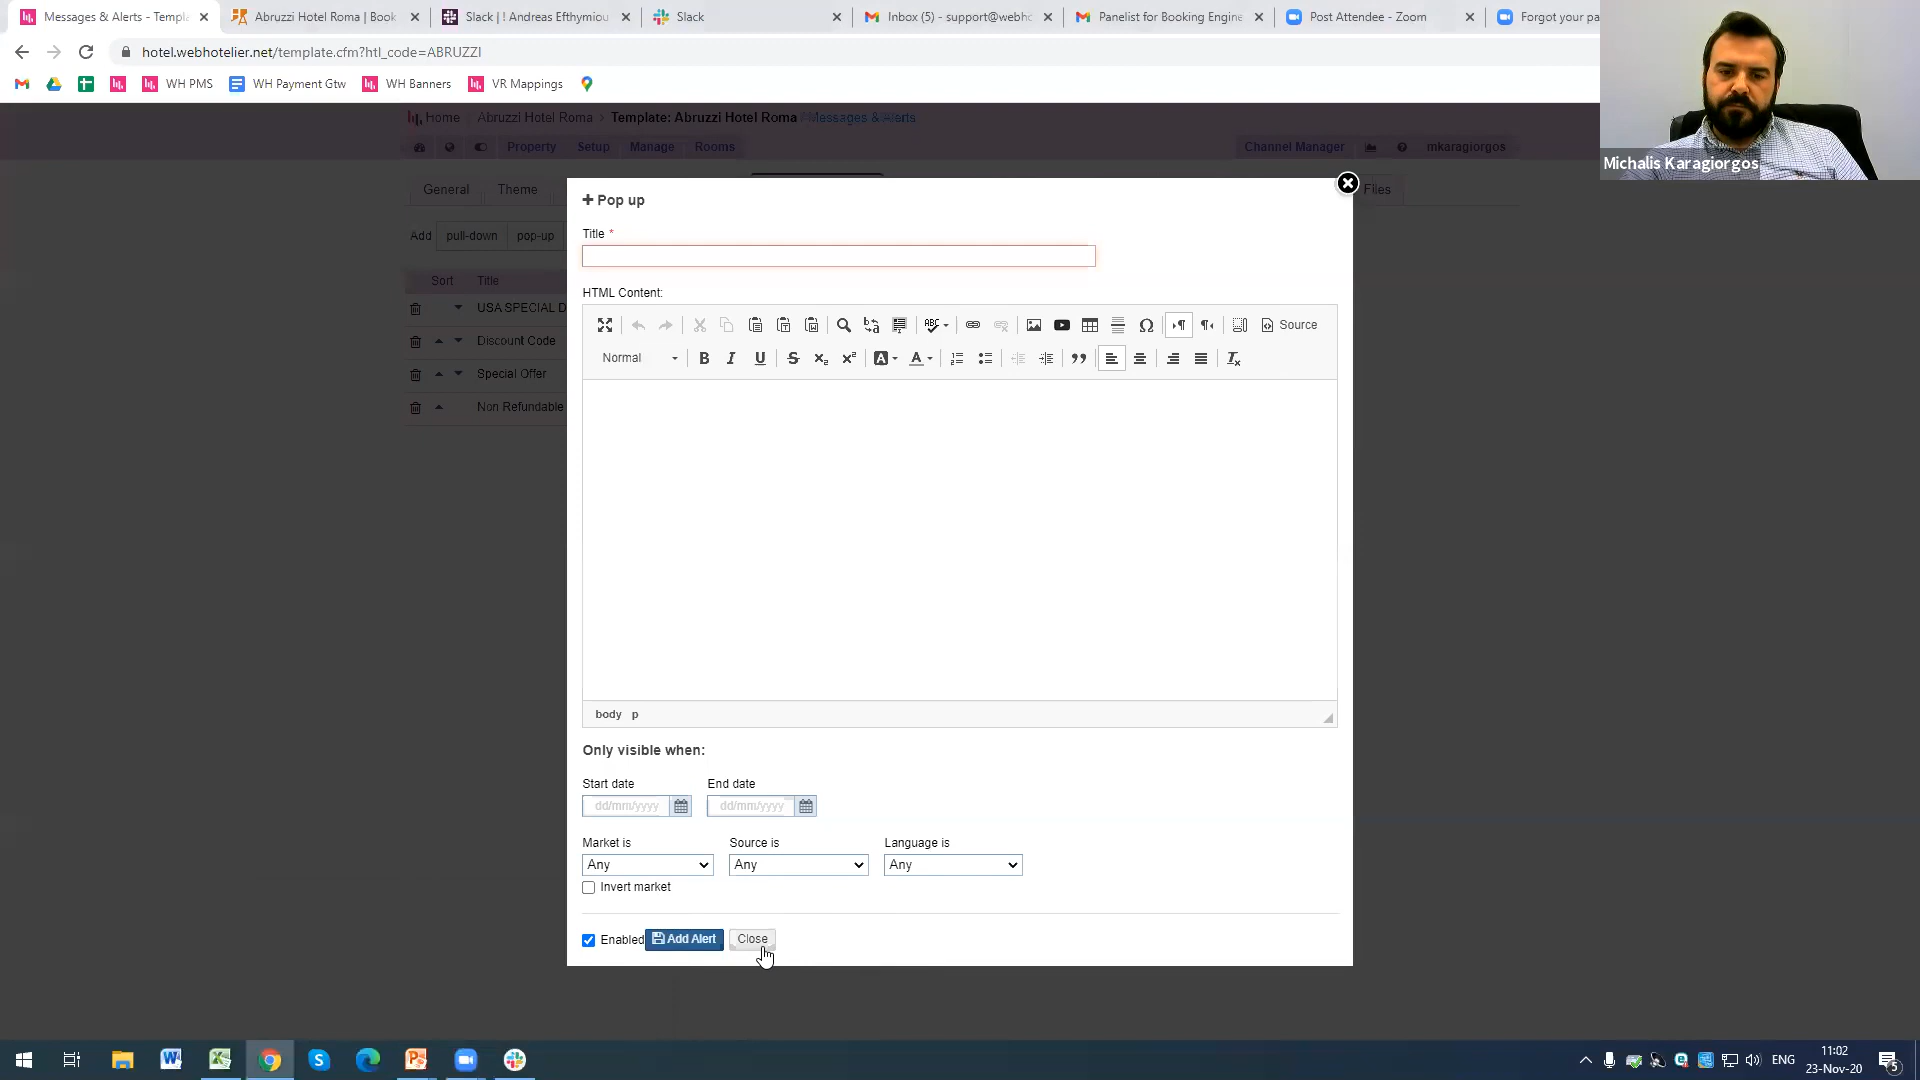 Messages & Alerts - Templa
Abruzzi Hotel Roma | Book
Slack | ! Andreas Efthymiou
Slack
Inbox (5) - support@webho
Panelist for Booking Engine
Post Attendee - Zoom
Forgot your pa
hotel.webhotelier.net/template.cfm?htl_code=ABRUZZI
WH PMS
WH Payment Gtw
WH Banners
VR Mappings
Home
Abruzzi Hotel Roma
Template: Abruzzi Hotel Roma
Messages & Alerts
Property
Setup
Manage
Rooms
Channel Manager
mkaragiorgos
Michalis Karagiorgos
General
Theme
Files
Add
pull-down
pop-up
Sort
Title
USA SPECIAL D
Discount Code
Special Offer
Non Refundable
Pop up
Title *
HTML Content:
ABC
Source
Normal
B
I
U
S
body p
Only visible when:
Start date
End date
dd/mm/yyyy
dd/mm/yyyy
Market is
Source is
Language is
Any
Any
Any
Invert market
Enabled
Add Alert
Close
ENG
11:02
23-Nov-20
5